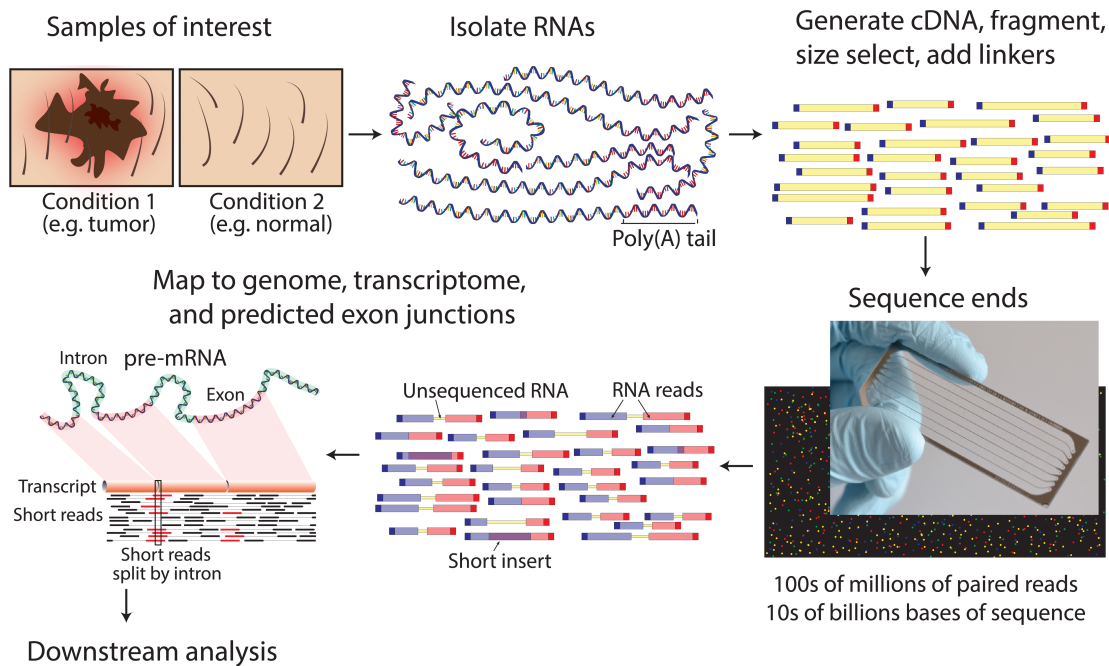 Samples of interest
Condition 1
(e.g. tumor)
Condition 2
(e.g. normal)
Isolate RNAs
Poly(A) tail
Generate cDNA, fragment,
size select, add linkers
Sequence ends
100s of millions of paired reads
10s of billions bases of sequence
Unsequenced RNA
RNA reads
Short insert
Map to genome, transcriptome,
and predicted exon junctions
Intron
pre-mRNA
Exon
Transcript
Short reads
Short reads
split by intron
Downstream analysis